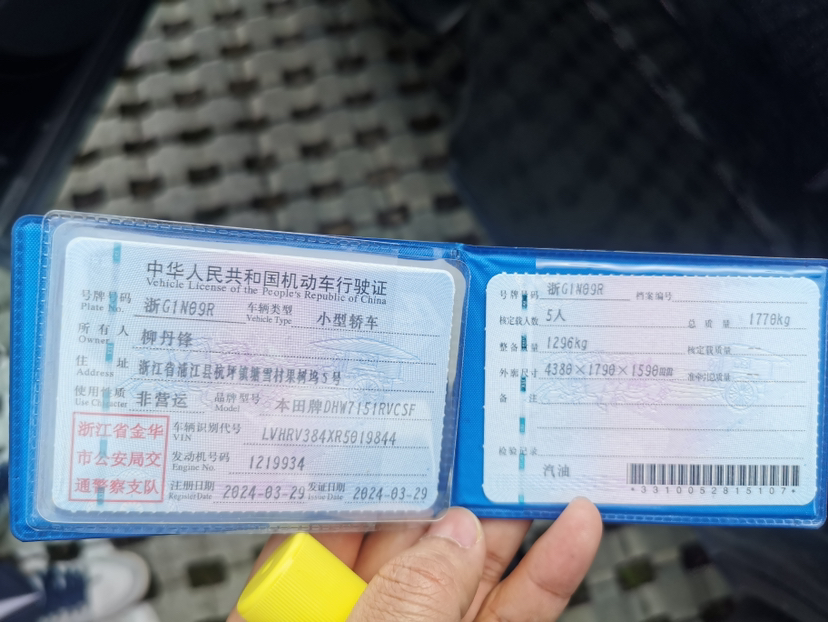 中华人民共和国机动车行驶证
Vehicle License of the People's Republic of China
号牌号码 浙G1N09R 车辆类型 小型轿车
Plate No. Vehicle Type
所有人 柳丹锋
Owner
住址 浙江省浦江县杭坪镇 雪村果树坞5号
Address
使用性质 非营运 品牌型号 本田牌DHW7151RVCSF
Use Character Model
浙江省金华
市公安局交
通警察支队
车辆识别代号 LVHRV384XR5019844
VIN
发动机号码 1219934
Engine No.
注册日期 2024-03-29 发证日期 2024-03-29
Register Date Issue Date
号牌号码 浙G1N09R 档案编号
核定载人数 5人 总质量 1770kg
整备质量 1296kg 核定载质量
外廓尺寸 4380×1790×1590mm 准牵引总质量
备注
检验记录
汽油
*3310052815107*